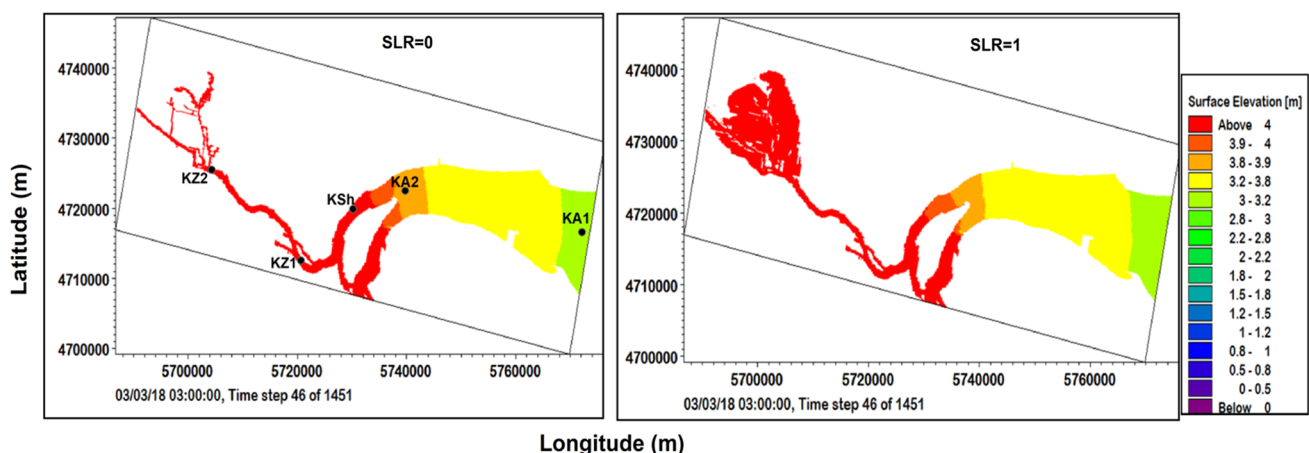 SLR=0
4740000
4730000
4720000
4710000
4700000
KZ2
KSh
KA2
KA1
KZ1
5700000 5720000 5740000 5760000
03/03/18 03:00:00, Time step 46 of 1451
SLR=1
4740000
4730000
4720000
4710000
4700000
5700000 5720000 5740000 5760000
03/03/18 03:00:00, Time step 46 of 1451
Surface Elevation [m]
Above 4
3.9 - 4
3.8 - 3.9
3.2 - 3.8
3 - 3.2
2.8 - 3
2.2 - 2.8
2 - 2.2
1.8 - 2
1.5 - 1.8
1.2 - 1.5
1 - 1.2
0.8 - 1
0.5 - 0.8
0 - 0.5
Below 0
Latitude (m)
Longitude (m)